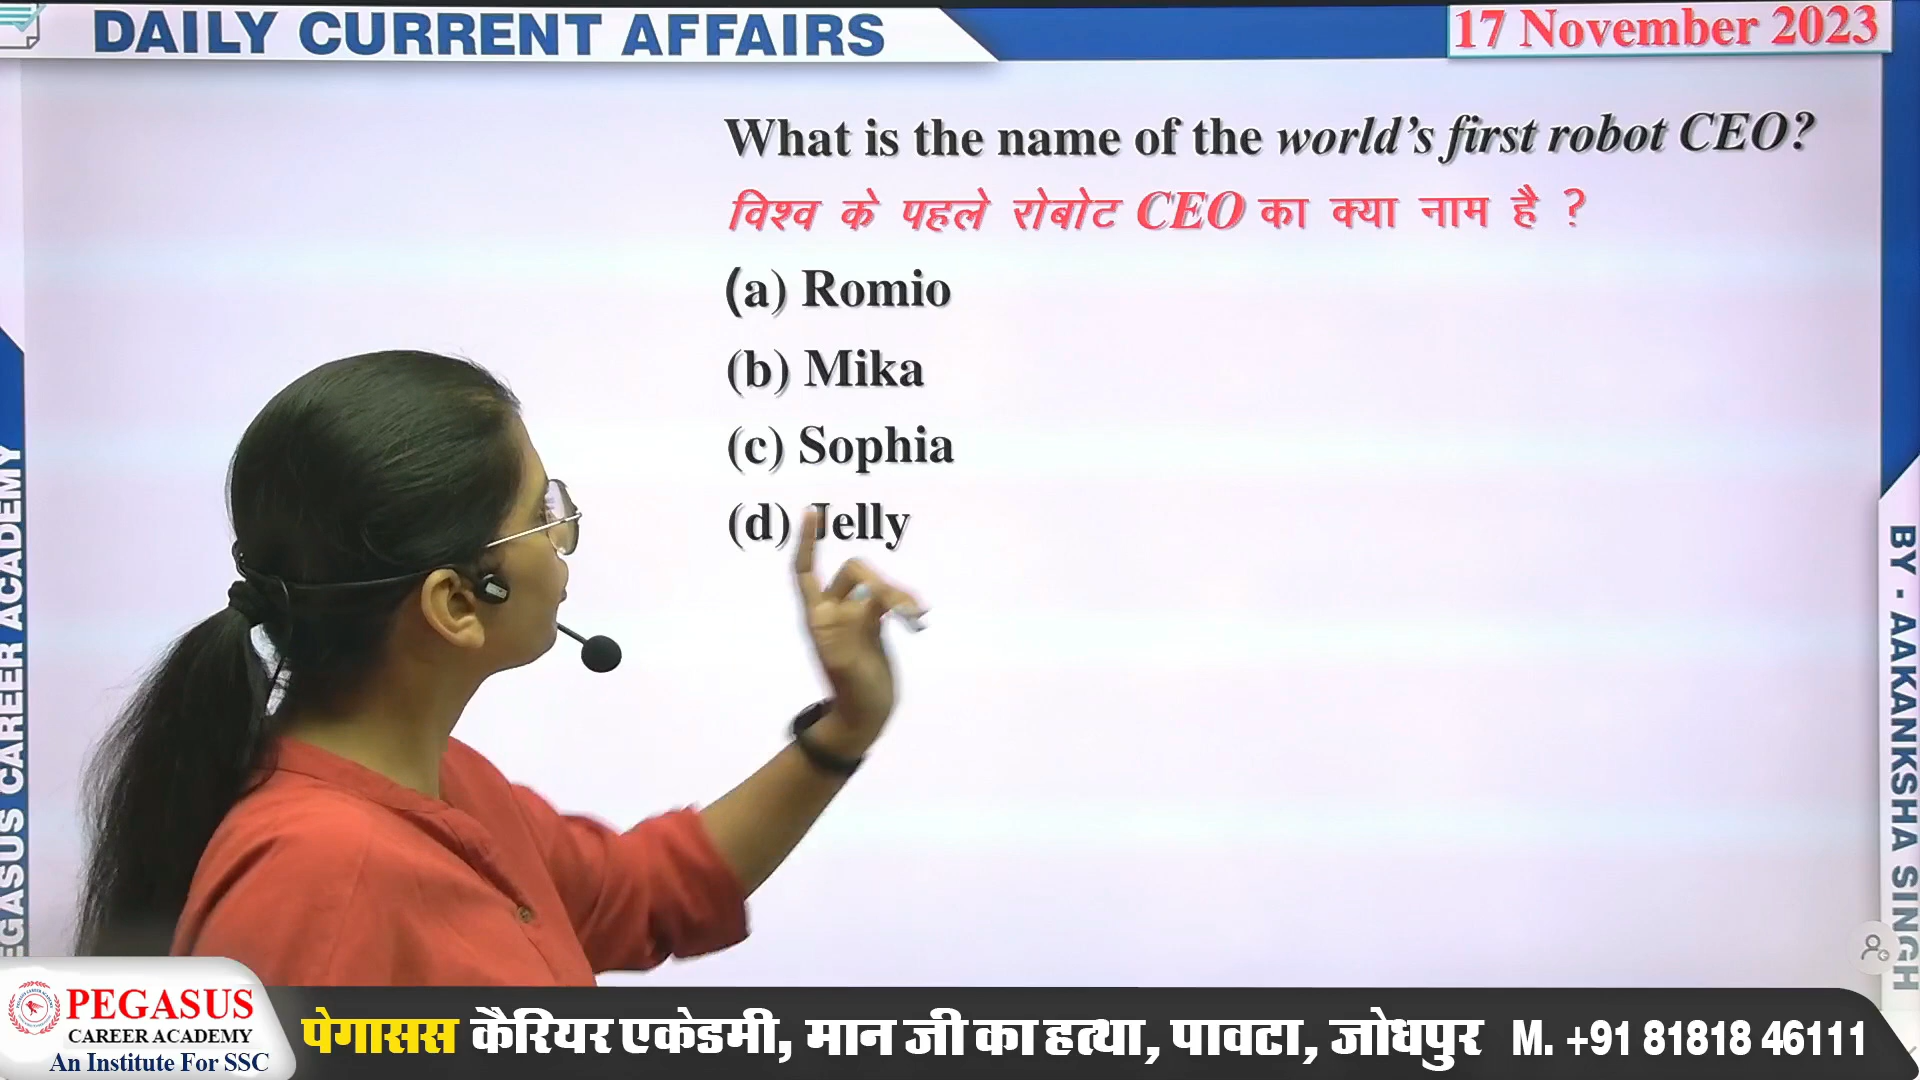 DAILY CURRENT AFFAIRS
17 November 2023
What is the name of the world's first robot CEO?
विश्व के पहले रोबोट CEO का क्या नाम है ?
(a) Romio
(b) Mika
(c) Sophia
(d) Jelly
EGASUS CAREER ACADEMY
BY - AAKANKSHA SINGH
PEGASUS
CAREER ACADEMY
An Institute For SSC
पेगासस कैरियर एकेडमी, मान जी का हत्था, पावटा, जोधपुर M. +91 81818 46111